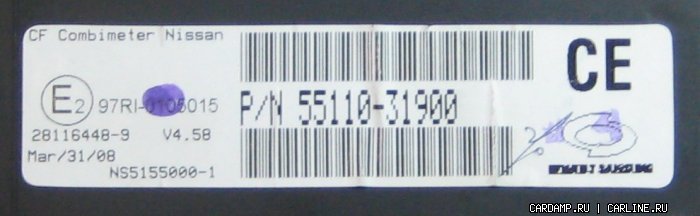 CF Combimeter Nissan
CE
E2 97RI-0105015
P/N 55110-31900
28116448-9 V4.58
Mar/31/08
NS5155000-1
RENAULT SAMSUNG
CARDAMP.RU | CARLINE.RU